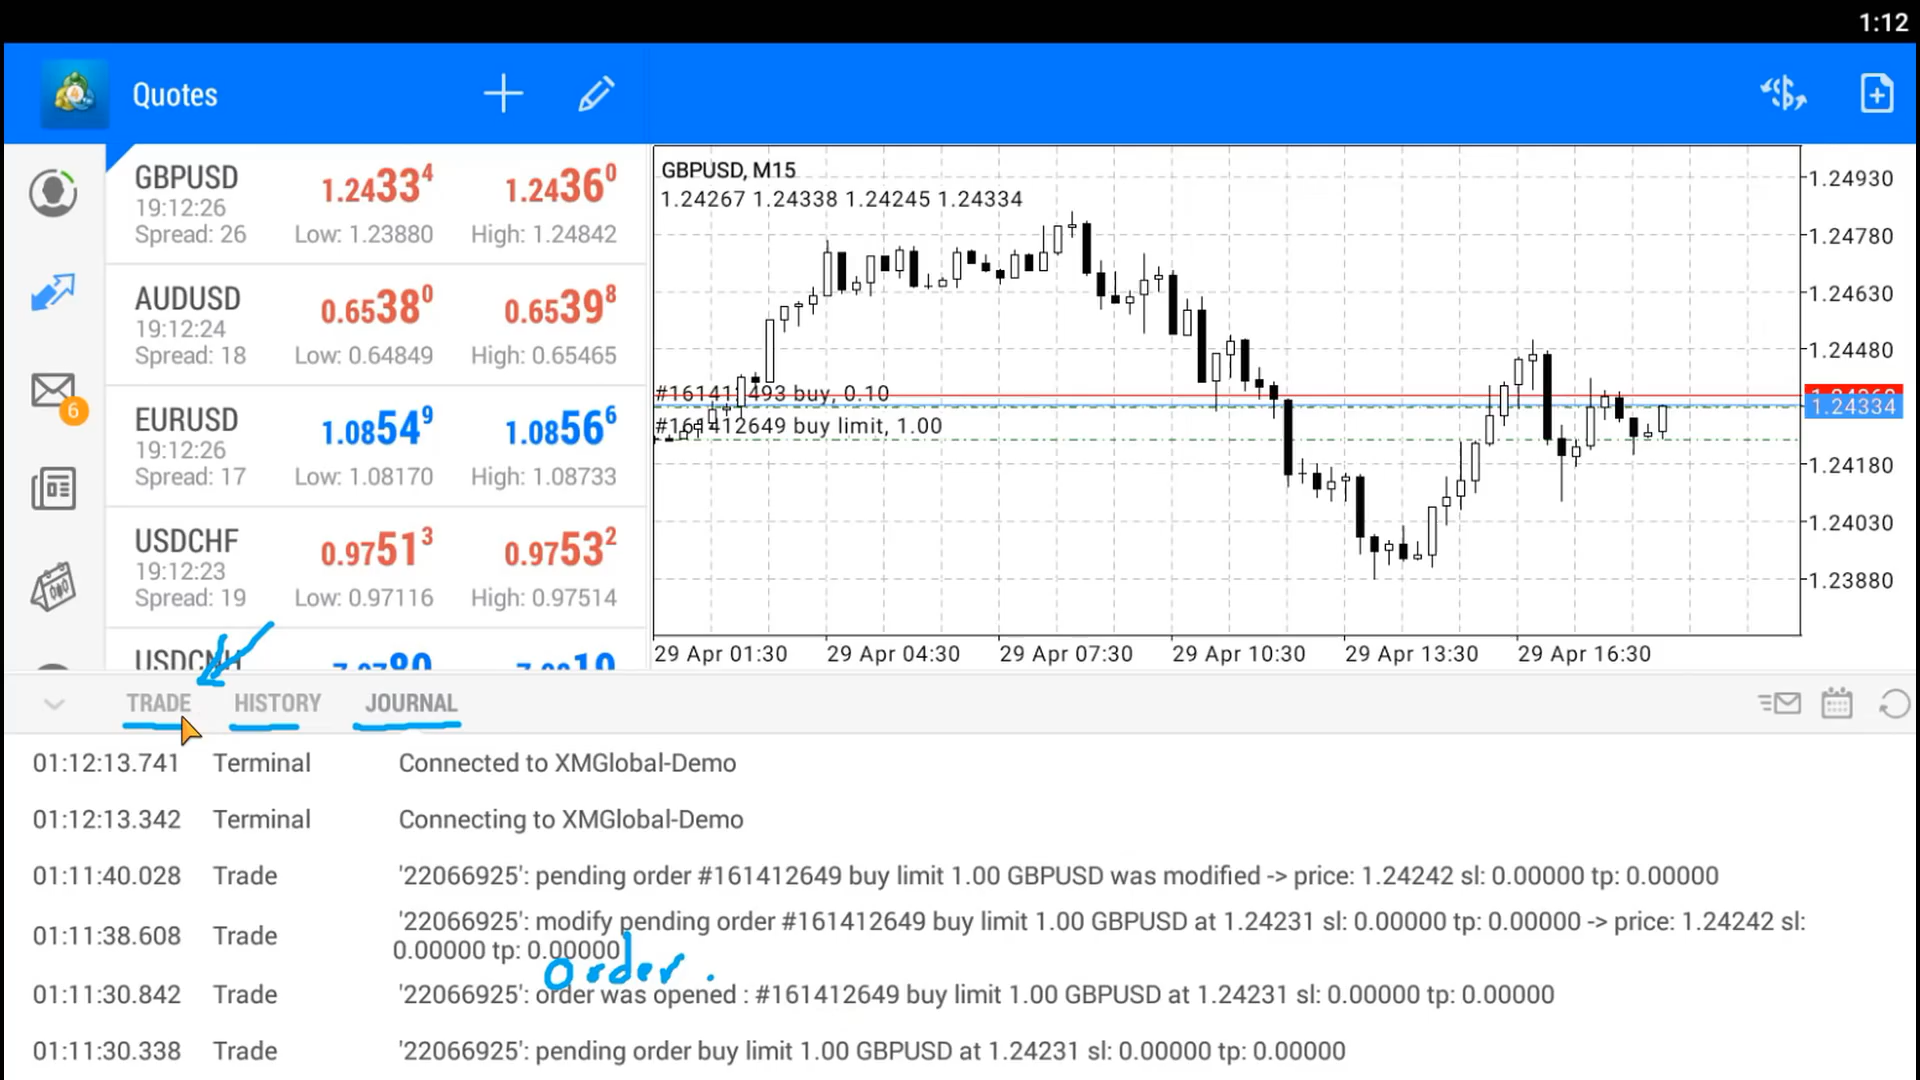 1:12
Quotes
GBPUSD 1.24334 1.24360
19:12:26
Spread: 26 Low: 1.23880 High: 1.24842
AUDUSD 0.65380 0.65398
19:12:24
Spread: 18 Low: 0.64849 High: 0.65465
EURUSD 1.08549 1.08566
19:12:26
Spread: 17 Low: 1.08170 High: 1.08733
USDCHF 0.97513 0.97532
19:12:23
Spread: 19 Low: 0.97116 High: 0.97514
USDCNH
6
GBPUSD, M15
1.24267 1.24338 1.24245 1.24334
#161411493 buy, 0.10
#161412649 buy limit, 1.00
1.24930
1.24780
1.24630
1.24480
1.24334
1.24180
1.24030
1.23880
29 Apr 01:30 29 Apr 04:30 29 Apr 07:30 29 Apr 10:30 29 Apr 13:30 29 Apr 16:30
TRADE HISTORY JOURNAL
01:12:13.741 Terminal Connected to XMGlobal-Demo
01:12:13.342 Terminal Connecting to XMGlobal-Demo
01:11:40.028 Trade '22066925': pending order #161412649 buy limit 1.00 GBPUSD was modified -> price: 1.24242 sl: 0.00000 tp: 0.00000
01:11:38.608 Trade '22066925': modify pending order #161412649 buy limit 1.00 GBPUSD at 1.24231 sl: 0.00000 tp: 0.00000 -> price: 1.24242 sl:
0.00000 tp: 0.00000
order.
01:11:30.842 Trade '22066925': order was opened : #161412649 buy limit 1.00 GBPUSD at 1.24231 sl: 0.00000 tp: 0.00000
01:11:30.338 Trade '22066925': pending order buy limit 1.00 GBPUSD at 1.24231 sl: 0.00000 tp: 0.00000